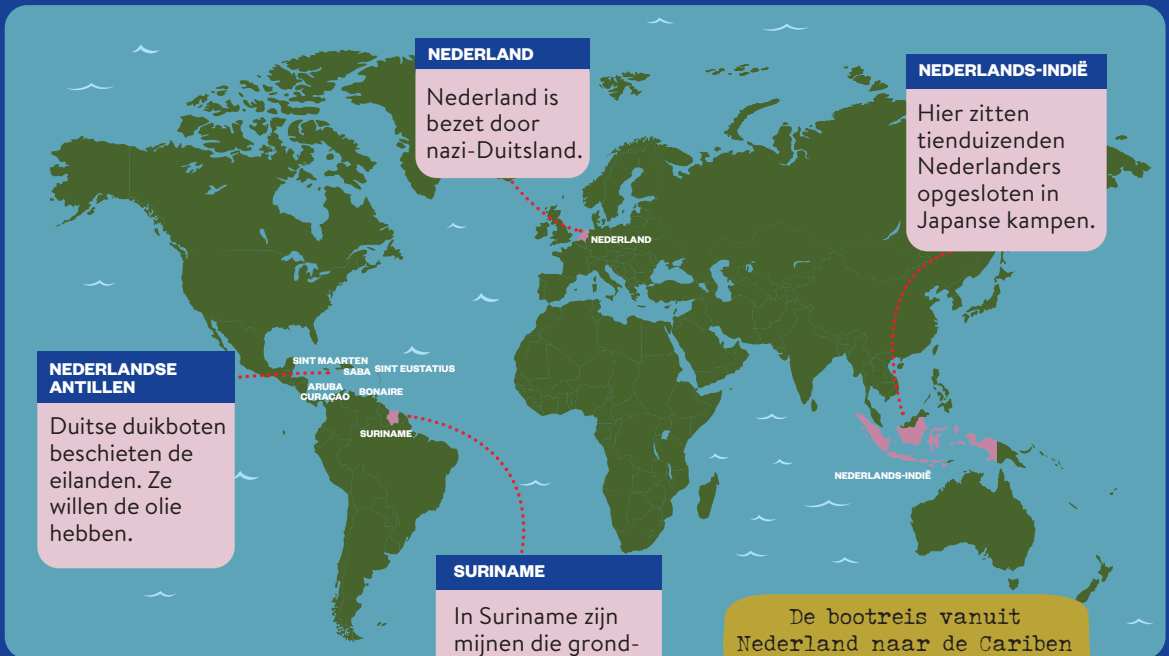 NEDERLAND
Nederland is
bezet door
nazi-Duitsland.
NEDERLANDS-INDIË
Hier zitten
tienduizenden
Nederlanders
opgesloten in
Japanse kampen.
NEDERLAND
NEDERLANDSE
ANTILLEN
Duitse duikboten
beschieten de
eilanden. Ze
willen de olie
hebben.
SINT MAARTEN
SABA
SINT EUSTATIUS
ARUBA
CURAÇAO
BONAIRE
SURINAME
NEDERLANDS-INDIË
SURINAME
In Suriname zijn
mijnen die grond-
De bootreis vanuit
Nederland naar de Cariben